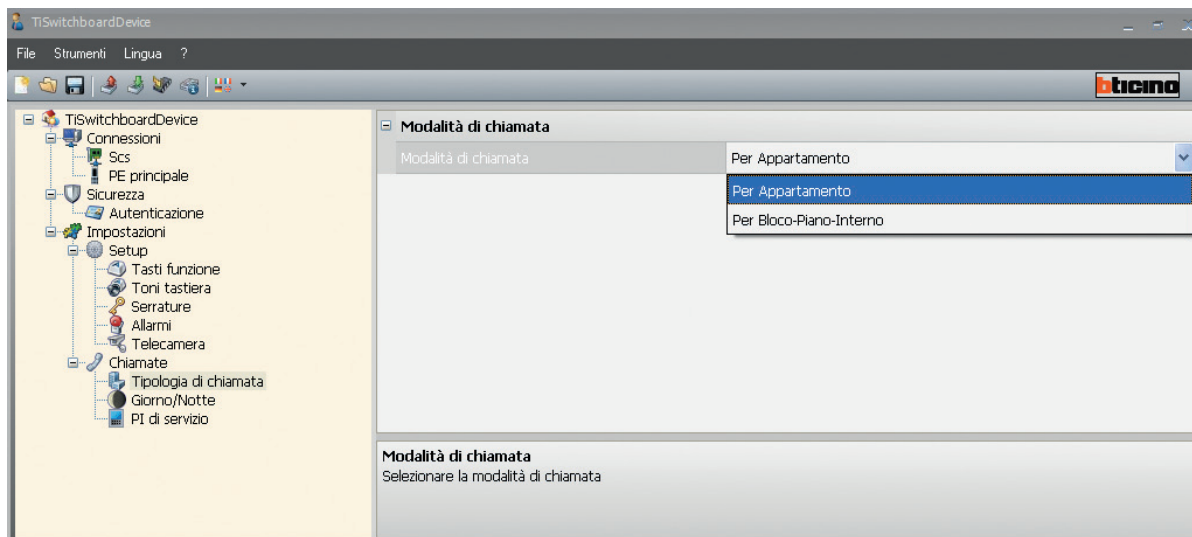 TiSwitchboardDevice
File Strumenti Lingua ?
bticino
TiSwitchboardDevice
Connessioni
Scs
PE principale
Sicurezza
Autenticazione
Impostazioni
Setup
Tasti funzione
Toni tastiera
Serrature
Allarmi
Telecamera
Chiamate
Tipologia di chiamata
Giorno/Notte
PI di servizio
Modalità di chiamata
Modalità di chiamata Per Appartamento
Per Appartamento
Per Bloco-Piano-Interno
Modalità di chiamata
Selezionare la modalità di chiamata